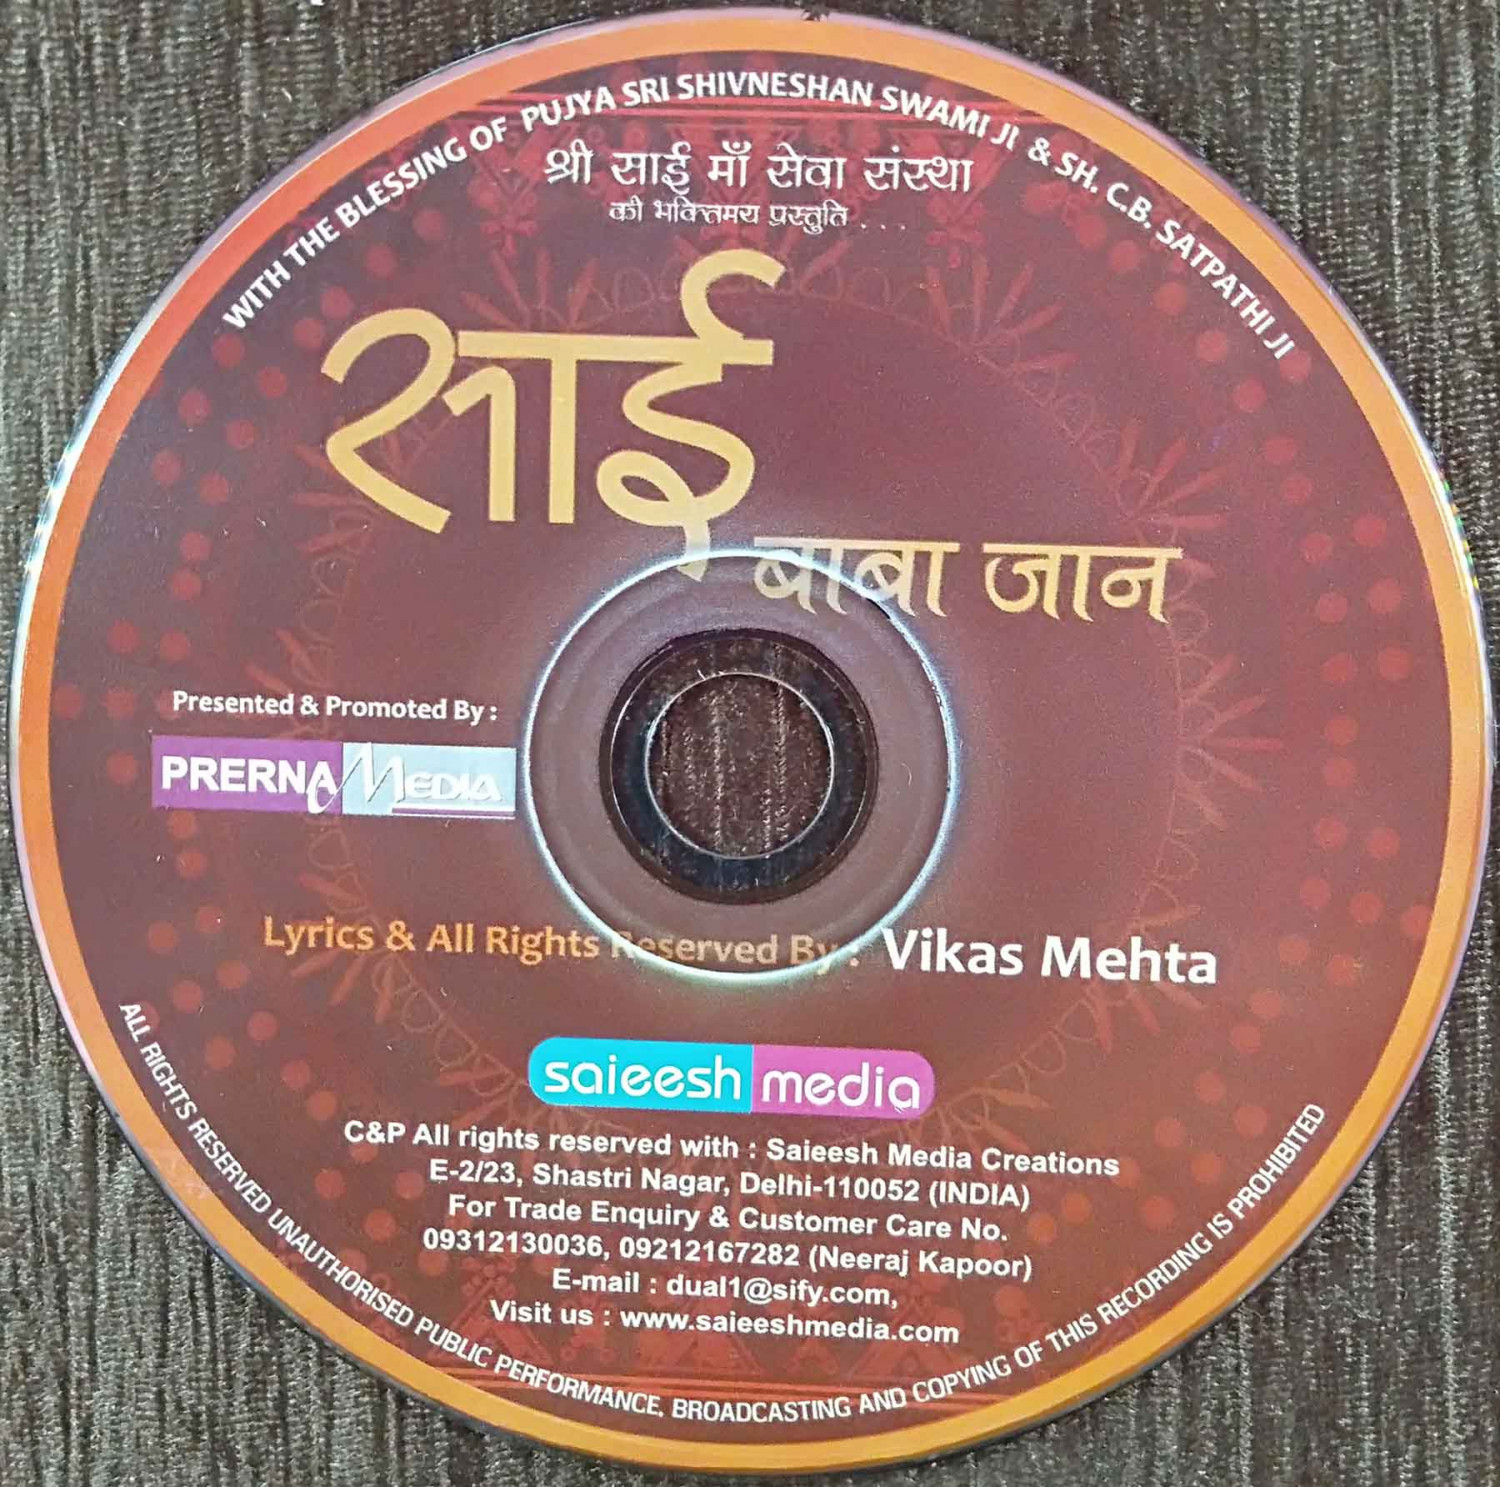 WITH THE BLESSING OF PUJYA SRI SHIVNESHAN SWAMI JI & SH. C.B. SATPATHI JI
श्री साई माँ सेवा संस्था
की भक्तिमय प्रस्तुति . . .
साई
बाबा जान
Presented & Promoted By :
PRERNA MEDIA
Lyrics & All Rights Reserved By : Vikas Mehta
saieesh media
C&P All rights reserved with : Saieesh Media Creations
E-2/23, Shastri Nagar, Delhi-110052 (INDIA)
For Trade Enquiry & Customer Care No.
09312130036, 09212167282 (Neeraj Kapoor)
E-mail : dual1@sify.com,
Visit us : www.saieeshmedia.com
ALL RIGHTS RESERVED UNAUTHORISED PUBLIC PERFORMANCE, BROADCASTING AND COPYING OF THIS RECORDING IS PROHIBITED